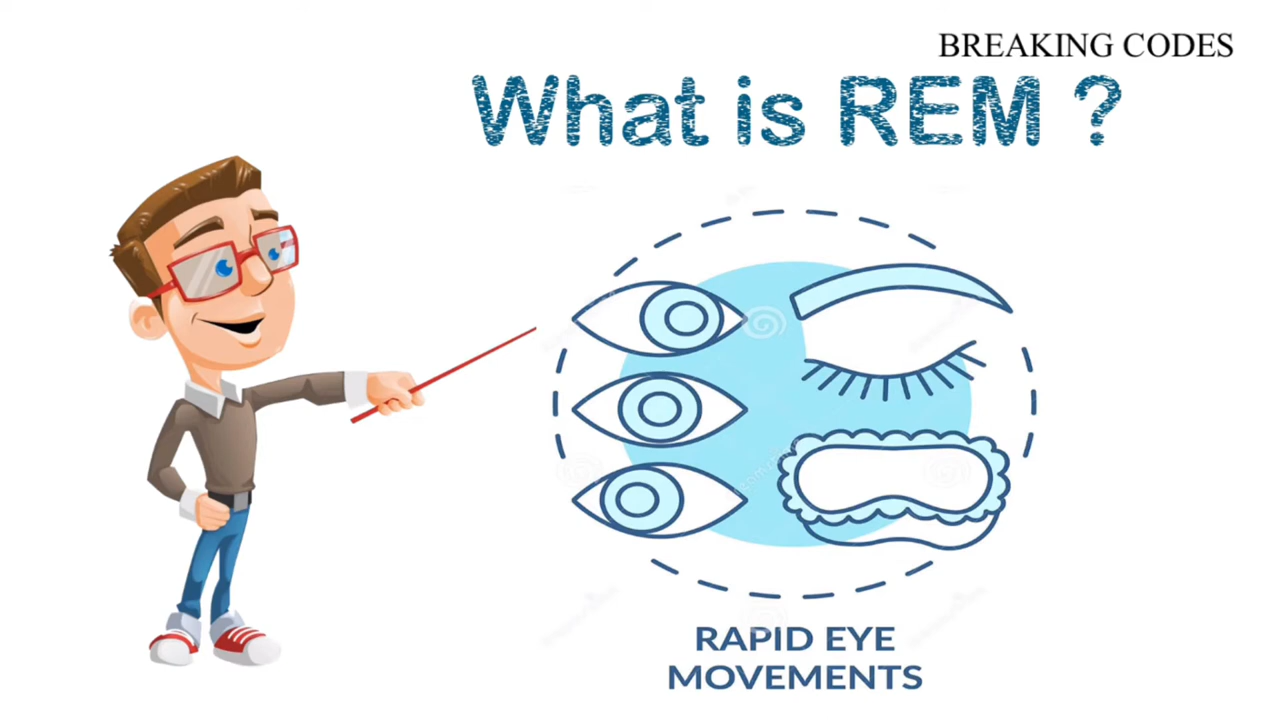 BREAKING CODES
What is REM ?
RAPID EYE
MOVEMENTS